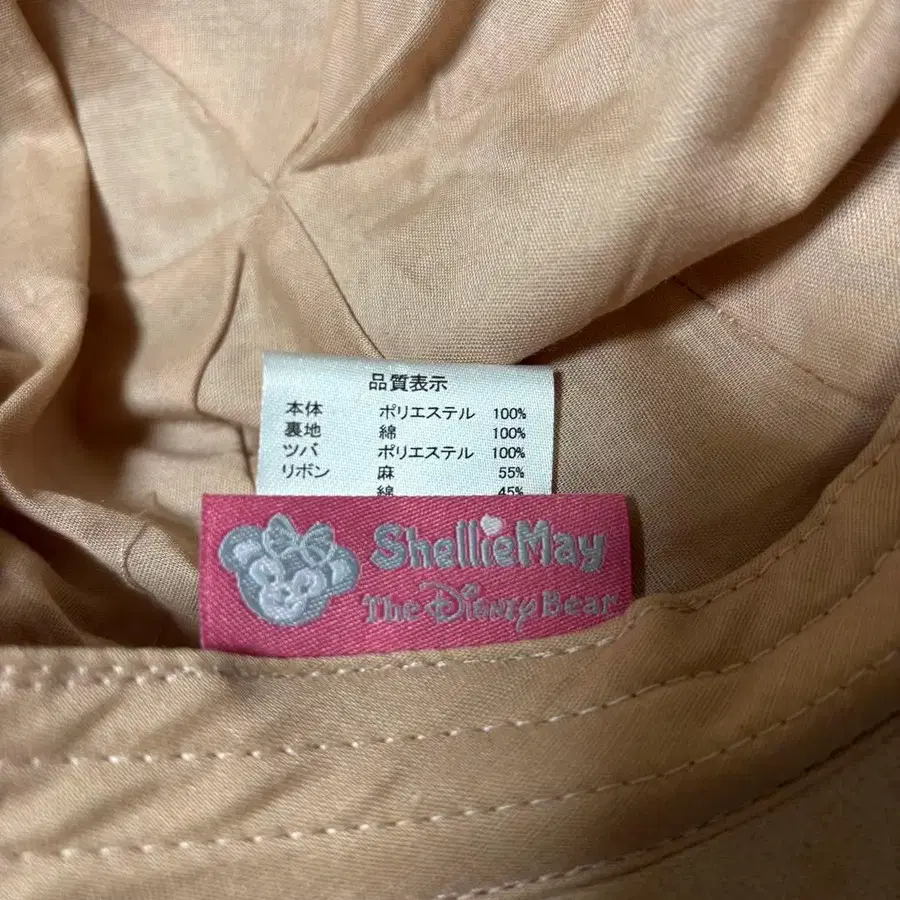 品質表示
本体 ポリエステル 100%
裏地 綿 100%
ツバ ポリエステル 100%
リボン 麻 55%
綿 45%
ShellieMay
The Disney Bear